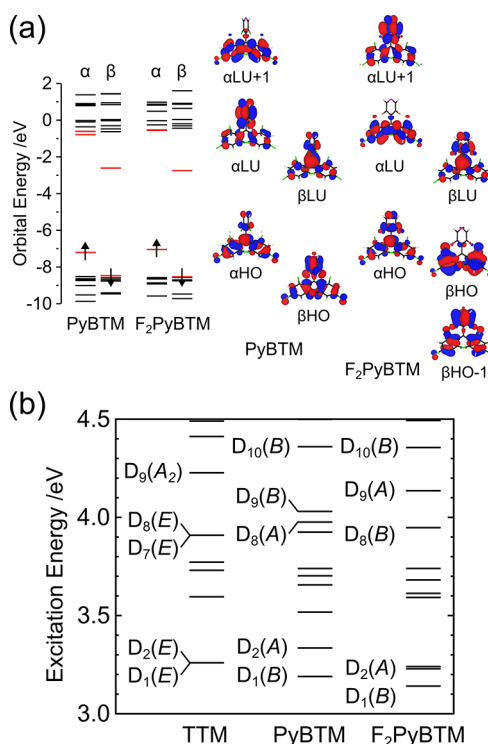 (a)
αLU+1
αLU+1
α β α β
2
0
-2
-4
-6
-8
-10
Orbital Energy /eV
αLU
αLU
βLU
βLU
αHO
αHO
βHO
βHO
βHO-1
PyBTM F₂PyBTM
PyBTM
F₂PyBTM
(b)
4.5
4.0
3.5
3.0
Excitation Energy /eV
D₉(A₂)
D₈(E)
D₇(E)
D₂(E)
D₁(E)
D₁₀(B)
D₉(B)
D₈(A)
D₂(A)
D₁(B)
D₁₀(B)
D₉(A)
D₈(B)
D₂(A)
D₁(B)
TTM PyBTM F₂PyBTM